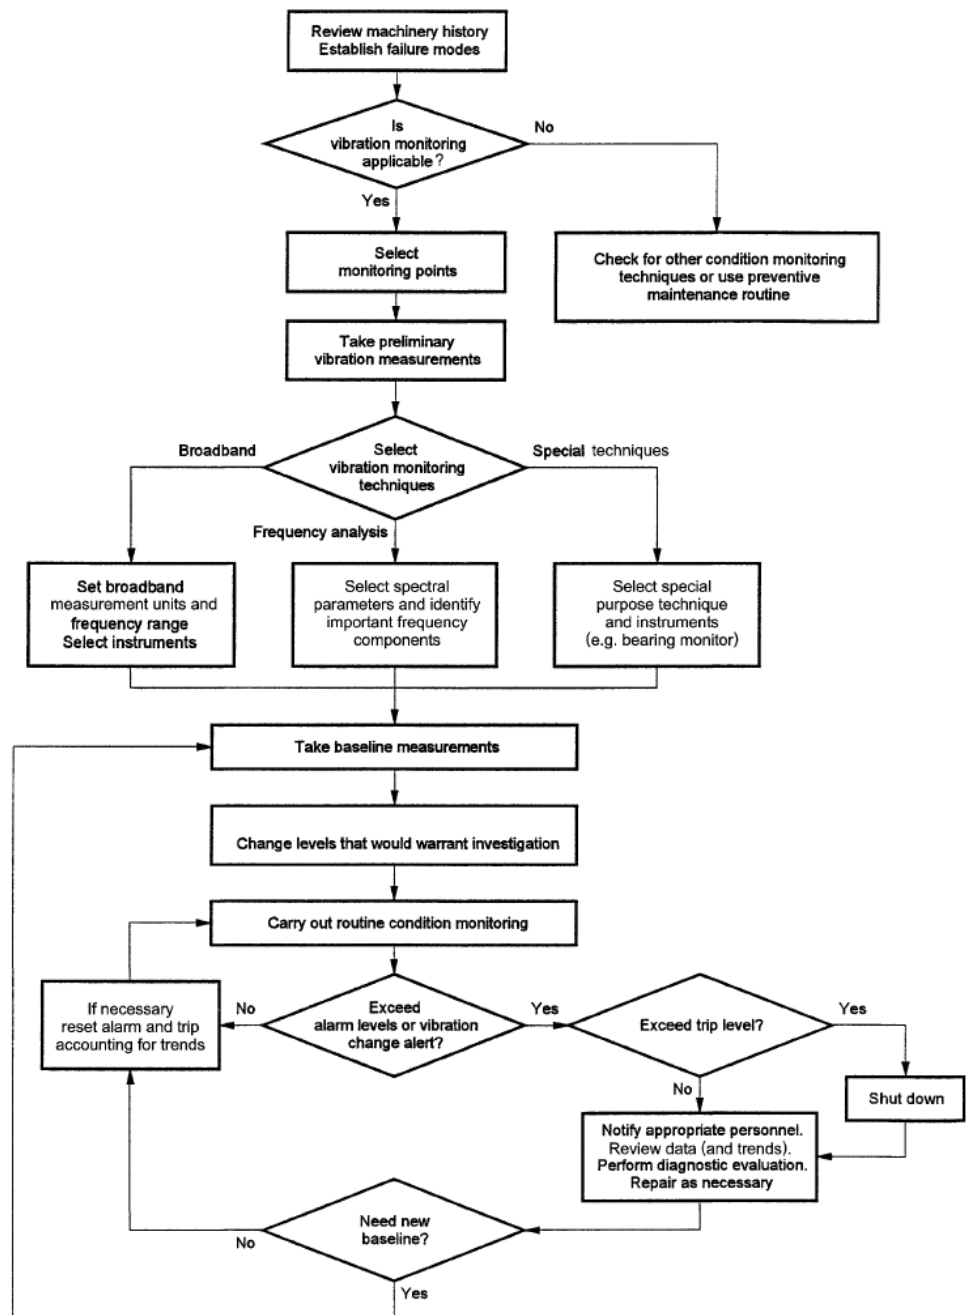 Review machinery history
Establish failure modes
Is
vibration monitoring
applicable?
No
Yes
Select
monitoring points
Check for other condition monitoring
techniques or use preventive
maintenance routine
Take preliminary
vibration measurements
Broadband
Select
vibration monitoring
techniques
Special techniques
Frequency analysis
Set broadband
measurement units and
frequency range
Select instruments
Select spectral
parameters and identify
important frequency
components
Select special
purpose technique
and instruments
(e.g. bearing monitor)
Take baseline measurements
Change levels that would warrant investigation
Carry out routine condition monitoring
If necessary
reset alarm and trip
accounting for trends
No
Exceed
alarm levels or vibration
change alert?
Yes
Exceed trip level?
Yes
No
Shut down
Notify appropriate personnel.
Review data (and trends).
Perform diagnostic evaluation.
Repair as necessary
Need new
baseline?
No
Yes